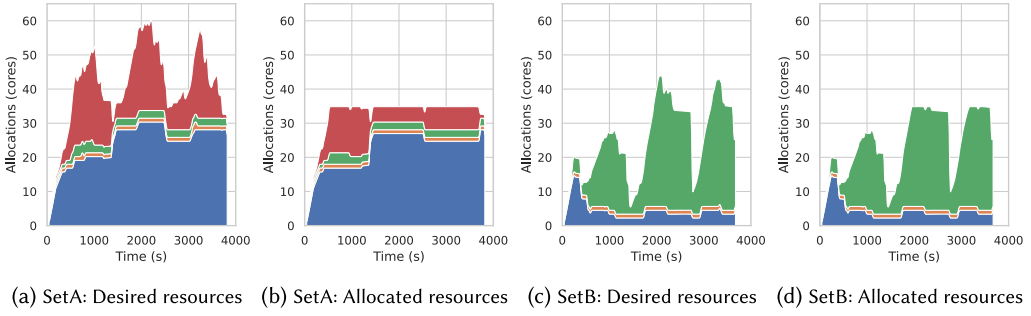 60
50
40
30
20
10
0
Allocations (cores)
0 1000 2000 3000 4000
Time (s)
(a) SetA: Desired resources
60
50
40
30
20
10
0
Allocations (cores)
0 1000 2000 3000 4000
Time (s)
(b) SetA: Allocated resources
60
50
40
30
20
10
0
Allocations (cores)
0 1000 2000 3000 4000
Time (s)
(c) SetB: Desired resources
60
50
40
30
20
10
0
Allocations (cores)
0 1000 2000 3000 4000
Time (s)
(d) SetB: Allocated resources